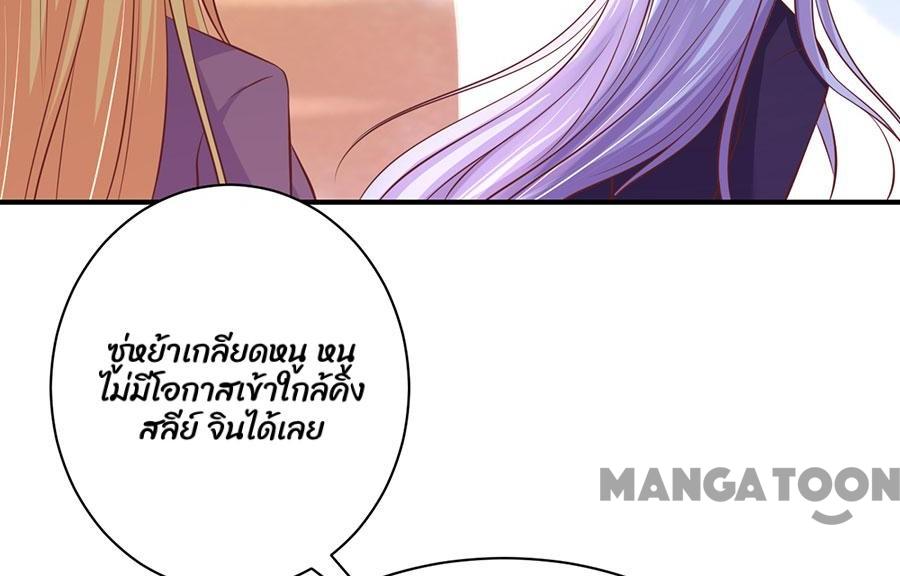 ซู่หย้าเกลียดหนู หนู
ไม่มีโอกาสเข้าใกล้คิง
สลีย์ จินได้เลย
MANGATOON